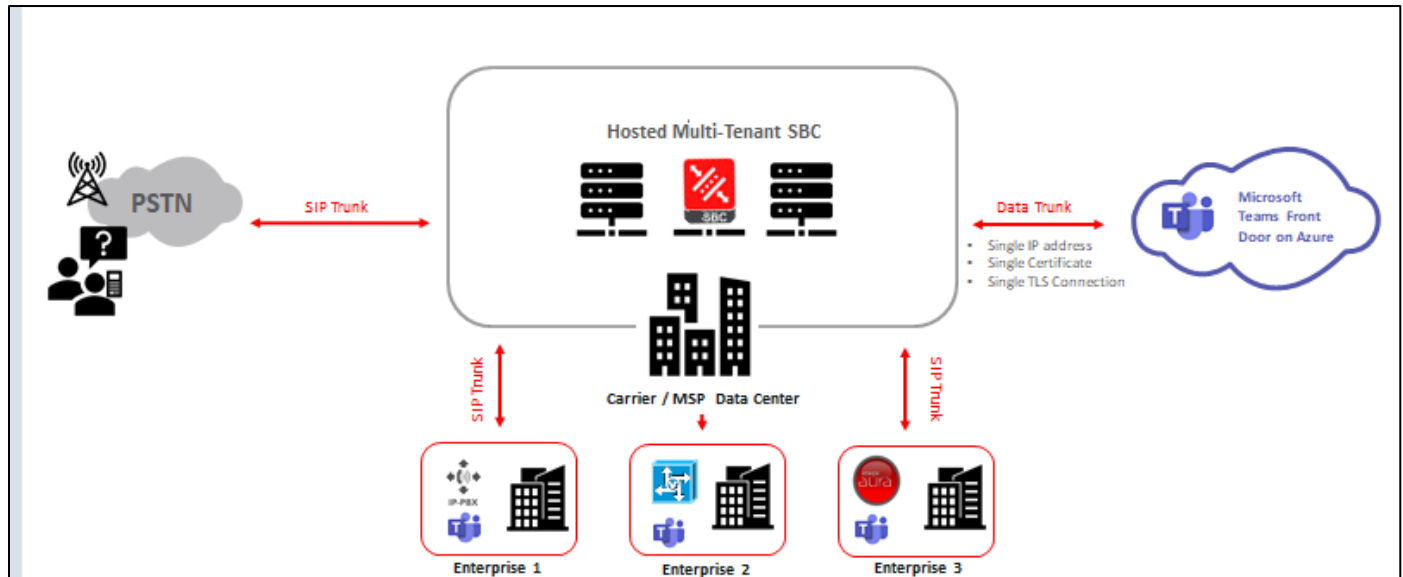 Hosted Multi-Tenant SBC
SBC
PSTN
?
SIP Trunk
Data Trunk
• Single IP address
• Single Certificate
• Single TLS Connection
Microsoft
Teams Front
Door on Azure
T
Carrier / MSP Data Center
SIP Trunk
SIP Trunk
IP-PBX
T
T
aura
T
Enterprise 1
Enterprise 2
Enterprise 3